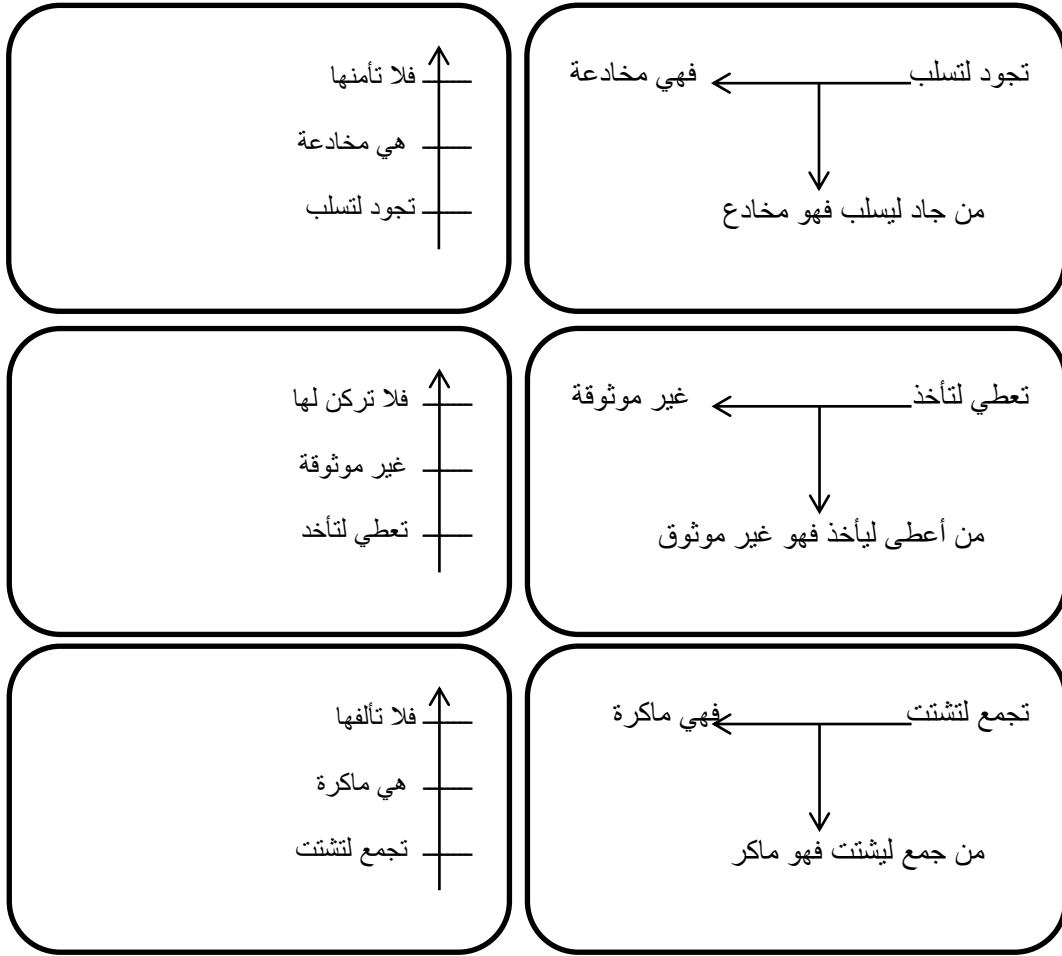 تجود لتسلب فهي مخادعة
من جاد ليسلب فهو مخادع
فلا تأمنها
هي مخادعة
تجود لتسلب
تعطي لتأخذ غير موثوقة
من أعطى ليأخذ فهو غير موثوق
فلا تركن لها
غير موثوقة
تعطي لتأخد
تجمع لتشتت فهي ماكرة
من جمع ليشتت فهو ماكر
فلا تألفها
هي ماكرة
تجمع لتشتت